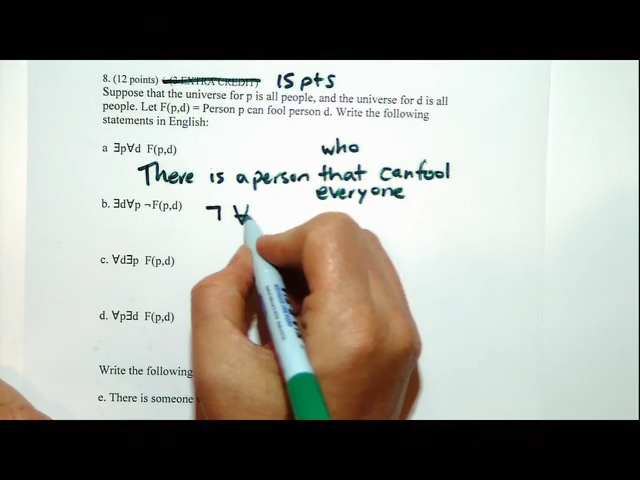 8. (12 points) (3 EXTRA CREDIT) 15 pts
Suppose that the universe for p is all people, and the universe for d is all
people. Let F(p,d) = Person p can fool person d. Write the following
statements in English:
who
a ∃p∀d F(p,d)
There is a person that can fool
everyone
b. ∃d∀p ¬F(p,d) ¬ ∀
c. ∀d∃p F(p,d)
d. ∀p∃d F(p,d)
Write the following
e. There is someone